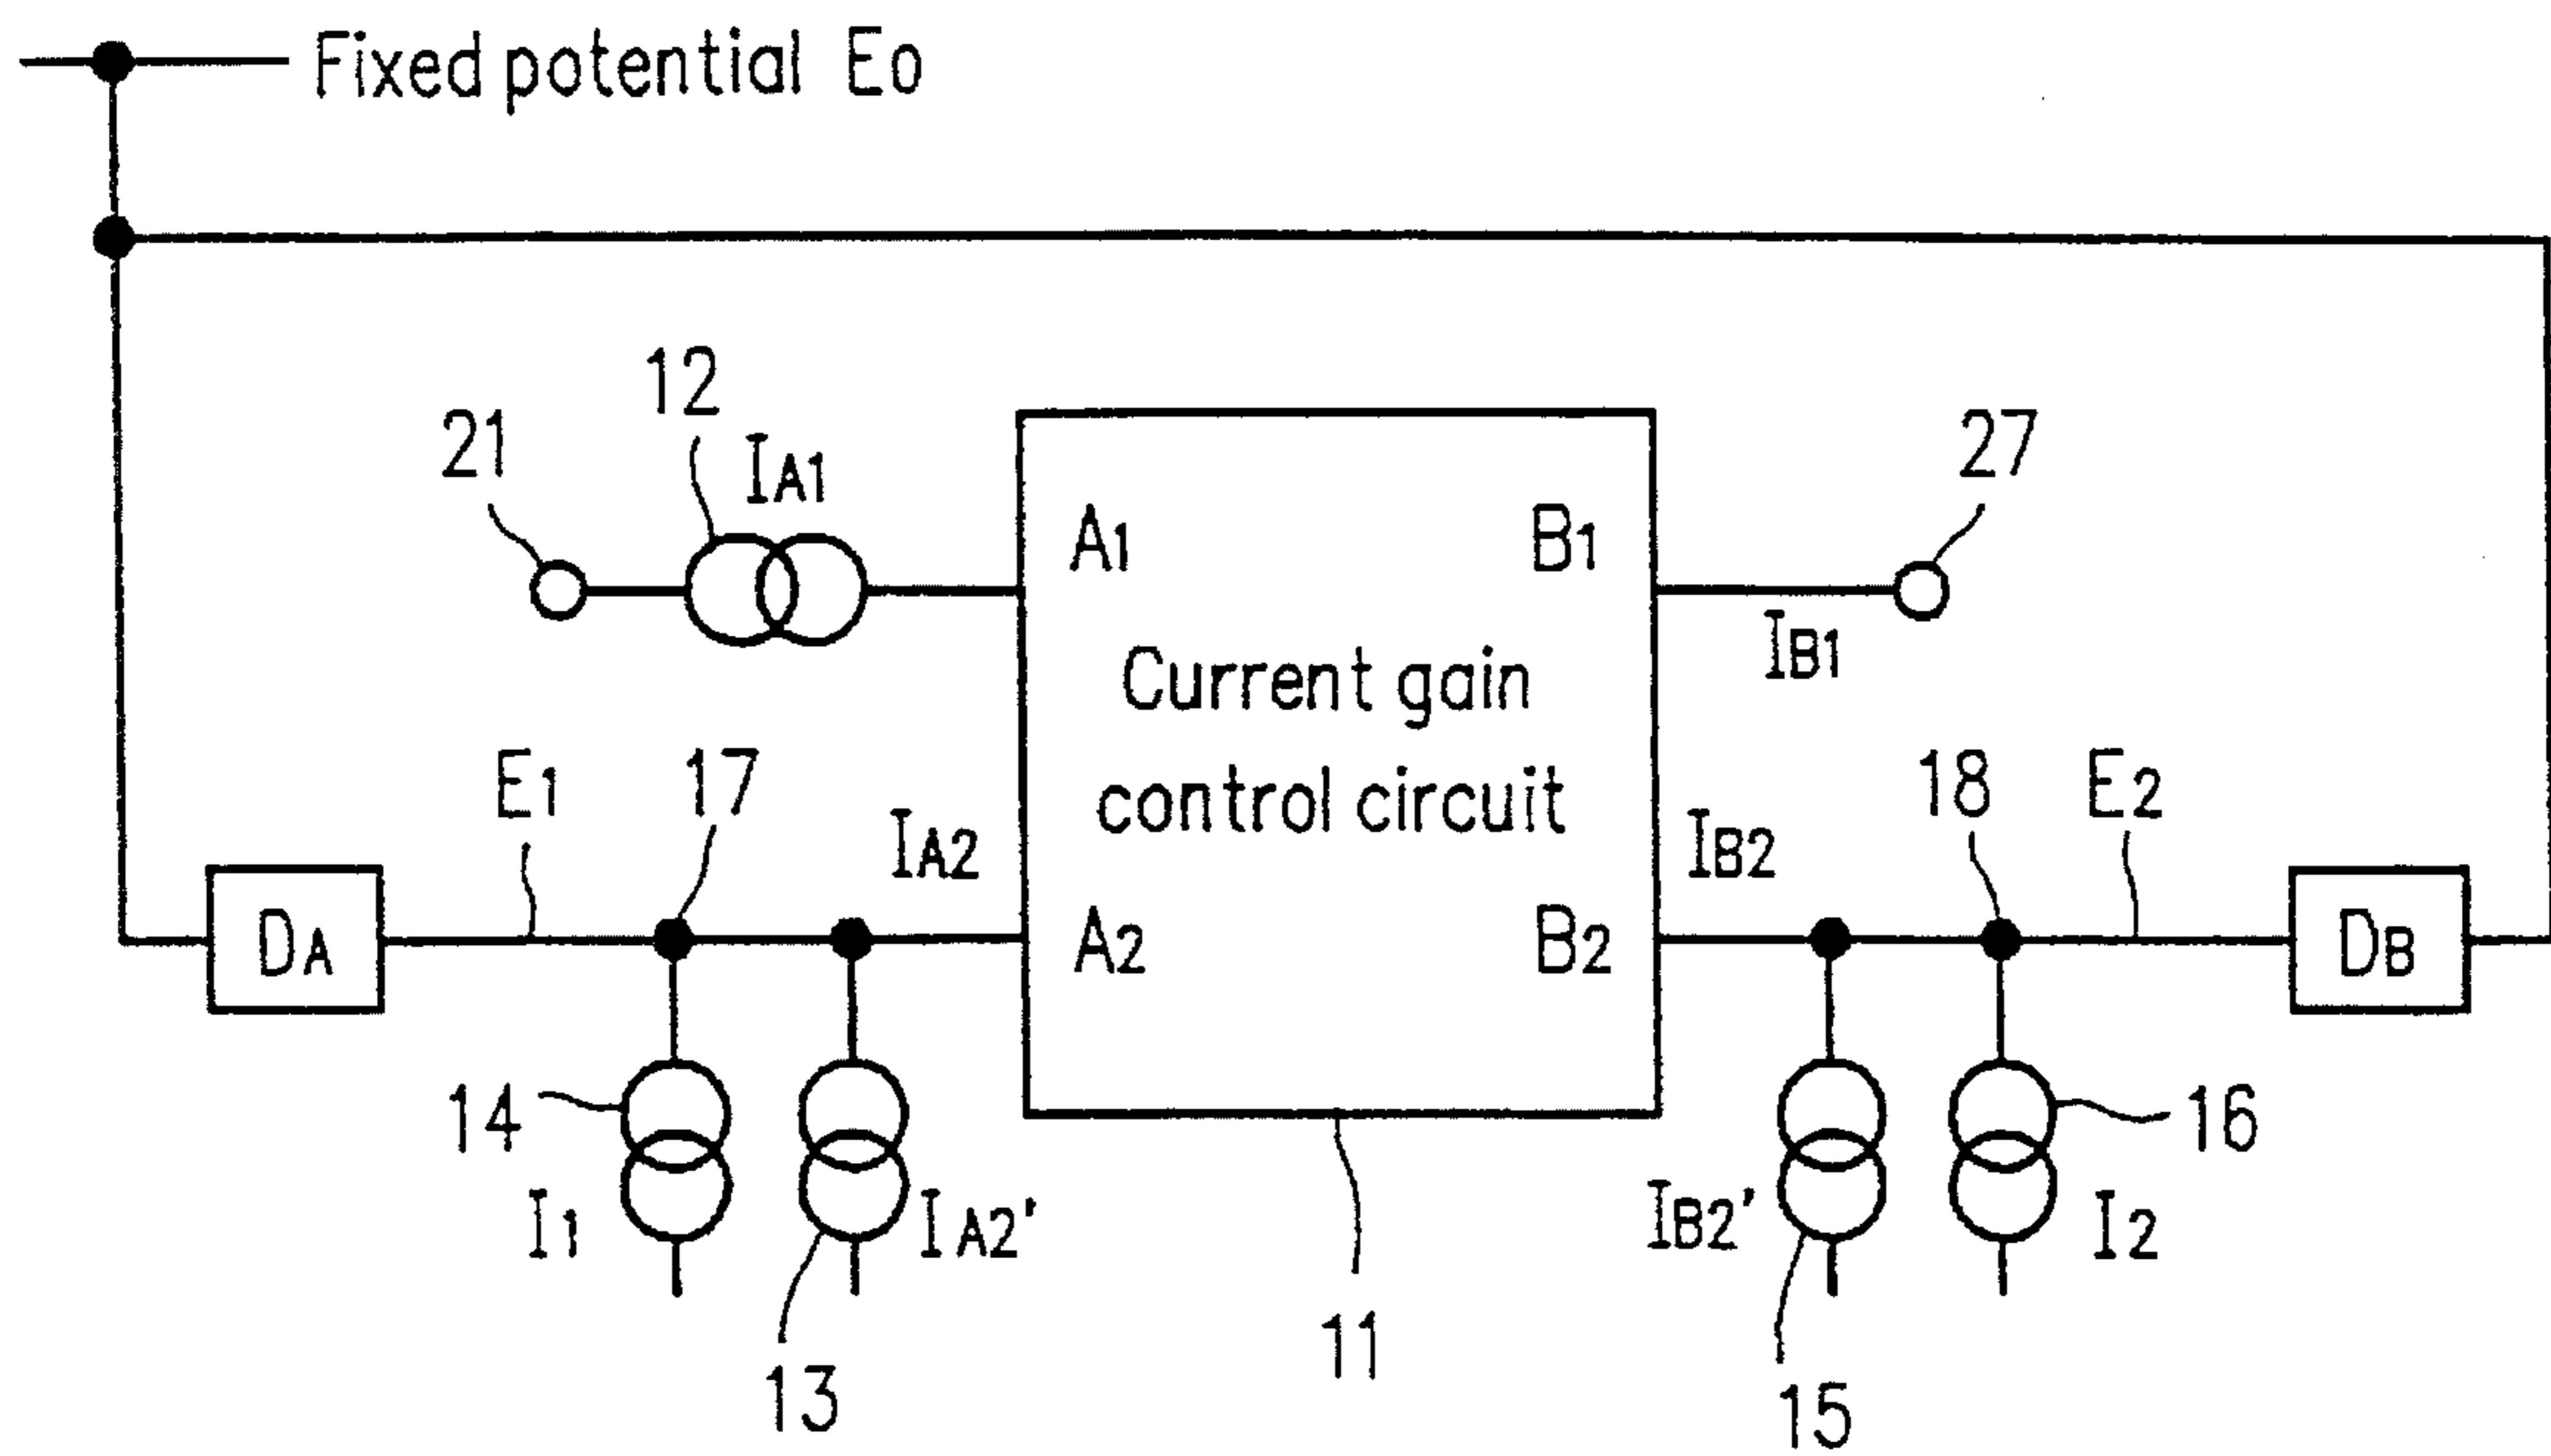 Fixed potential Eo
12
21
IA1
27
A1
B1
IB1
Current gain
control circuit
E1
17
IA2
IB2
18
E2
DA
A2
B2
DB
14
16
I1
IA2'
IB2'
I2
13
11
15